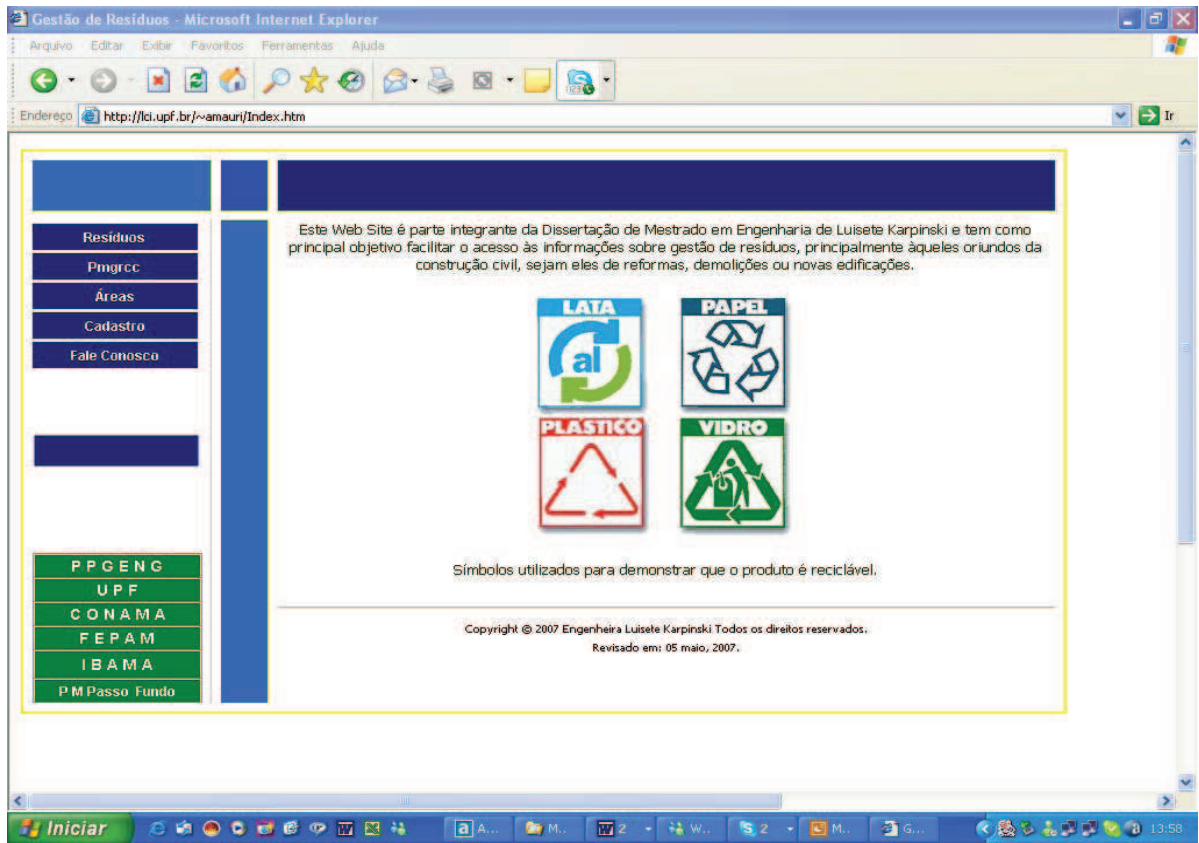 Gestão de Resíduos - Microsoft Internet Explorer
Arquivo Editar Exibir Favoritos Ferramentas Ajuda
Endereço http://lci.upf.br/~amauri/Index.htm Ir
Este Web Site é parte integrante da Dissertação de Mestrado em Engenharia de Luisete Karpinski e tem como
principal objetivo facilitar o acesso às informações sobre gestão de resíduos, principalmente àqueles oriundos da
construção civil, sejam eles de reformas, demolições ou novas edificações.
Resíduos
Pmgrcc
Áreas
Cadastro
Fale Conosco
LATA PAPEL
al
PLASTICO VIDRO
Símbolos utilizados para demonstrar que o produto é reciclável.
Copyright © 2007 Engenheira Luisete Karpinski Todos os direitos reservados.
Revisado em: 05 maio, 2007.
PPGENG
UPF
CONAMA
FEPAM
IBAMA
PM Passo Fundo
Iniciar A... M.. 2 W.. 2 M.. G... 13:58